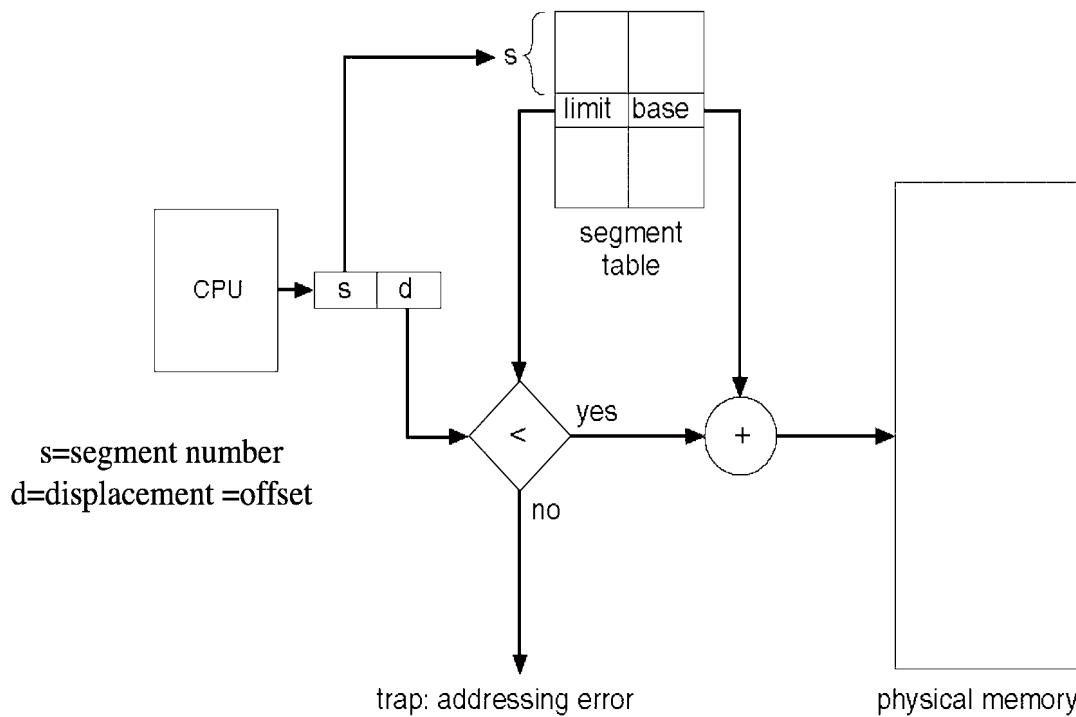 s
limit base
segment
table
CPU
s d
<
yes
+
s=segment number
d=displacement =offset
no
trap: addressing error
physical memory